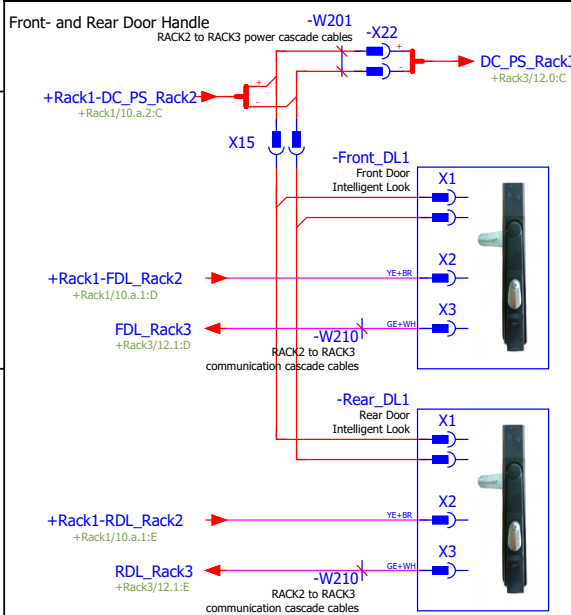 Front- and Rear Door Handle
-W201
RACK2 to RACK3 power cascade cables
-X22
+
-
DC_PS_Rack3
+Rack3/12.0:C
+Rack1-DC_PS_Rack2
+Rack1/10.a.2:C
+
-
X15
-Front_DL1
Front Door
Intelligent Look
X1
+Rack1-FDL_Rack2
+Rack1/10.a.1:D
YE+BR
X2
FDL_Rack3
+Rack3/12.1:D
-W210
RACK2 to RACK3
communication cascade cables
GE+WH
X3
-Rear_DL1
Rear Door
Intelligent Look
X1
+Rack1-RDL_Rack2
+Rack1/10.a.1:E
YE+BR
X2
RDL_Rack3
+Rack3/12.1:E
-W210
RACK2 to RACK3
communication cascade cables
GE+WH
X3